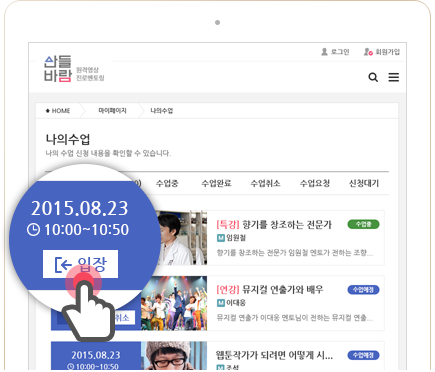 로그인 회원가입
산들
바람 원격영상
진로멘토링
HOME 마이페이지 나의수업
나의수업
나의 수업 신청 내용을 확인할 수 있습니다.
수업중 수업완료 수업취소 수업요청 신청대기
2015.08.23
10:00~10:50
입장
취소
[특강] 향기를 창조하는 전문가 수업중
M 임원철
향기를 창조하는 전문가 임원철 멘토가 전하는 조향...
[연강] 뮤지컬 연출가와 배우 수업예정
M 이대웅
뮤지컬 연출가 이대웅 멘토님이 전하는 뮤지컬 연출...
2015.08.23
10:00~10:50
웹툰작가가 되려면 어떻게 시... 수업예정
M 조석